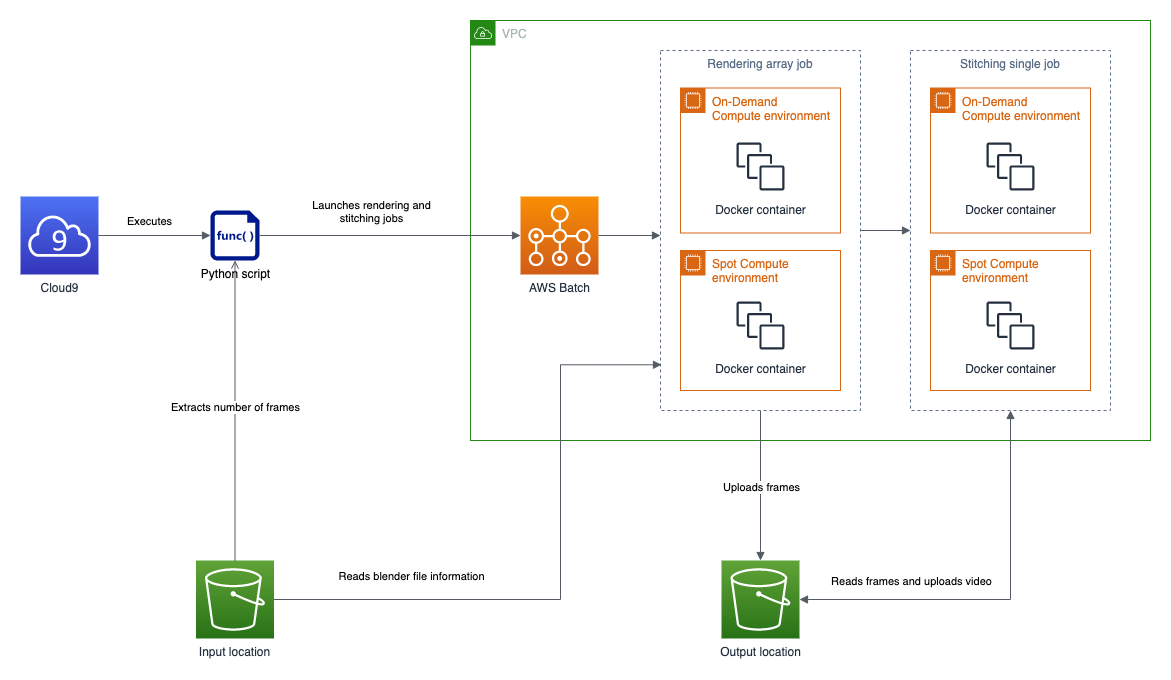 VPC
Rendering array job
Stitching single job
On-Demand
Compute environment
On-Demand
Compute environment
Docker container
Docker container
Launches rendering and
stitching jobs
Executes
9
func( )
Python script
Cloud9
AWS Batch
Spot Compute
environment
Spot Compute
environment
Docker container
Docker container
Extracts number of frames
Uploads frames
Reads blender file information
Reads frames and uploads video
Input location
Output location